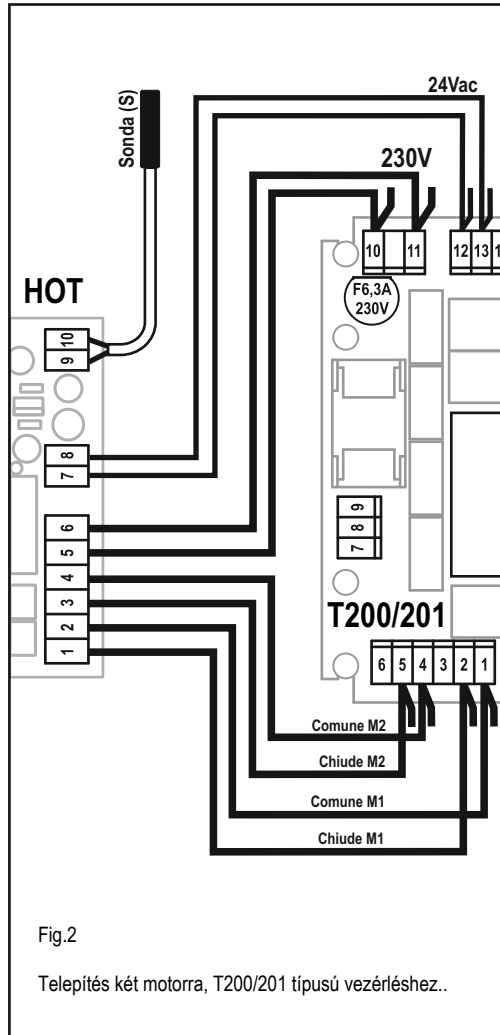 24Vac
Sonda (S)
230V
HOT
10 11 12 13 1
F6,3A
230V
10
9
8
7
6
5
4
3
2
1
9
8
7
T200/201
6 5 4 3 2 1
Comune M2
Chiude M2
Comune M1
Chiude M1
Fig.2
Telepítés két motorra, T200/201 típusú vezérléshez..